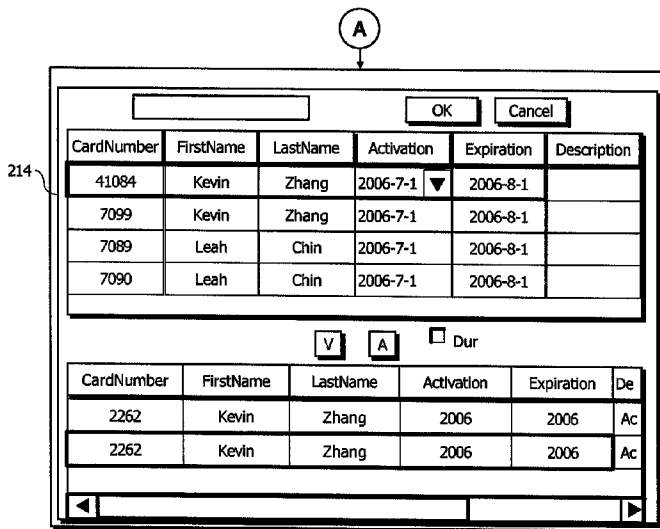 A
OK Cancel
CardNumber FirstName LastName Activation Expiration Description
214
41084 Kevin Zhang 2006-7-1 2006-8-1
7099 Kevin Zhang 2006-7-1 2006-8-1
7089 Leah Chin 2006-7-1 2006-8-1
7090 Leah Chin 2006-7-1 2006-8-1
V A Dur
CardNumber FirstName LastName Activation Expiration De
2262 Kevin Zhang 2006 2006 Ac
2262 Kevin Zhang 2006 2006 Ac